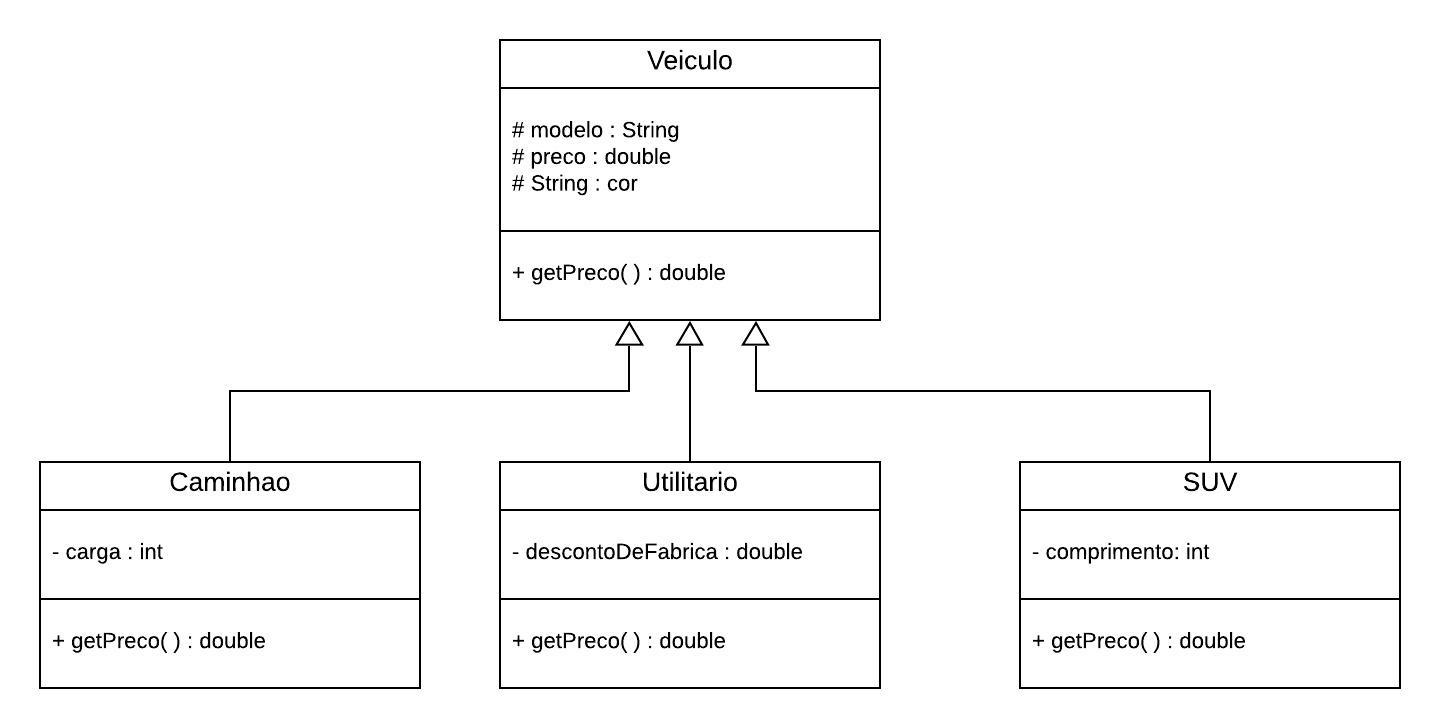 Veiculo
# modelo : String
# preco : double
# String : cor
+ getPreco( ) : double
Caminhao
- carga : int
+ getPreco( ) : double
Utilitario
- descontoDeFabrica : double
+ getPreco( ) : double
SUV
- comprimento: int
+ getPreco( ) : double